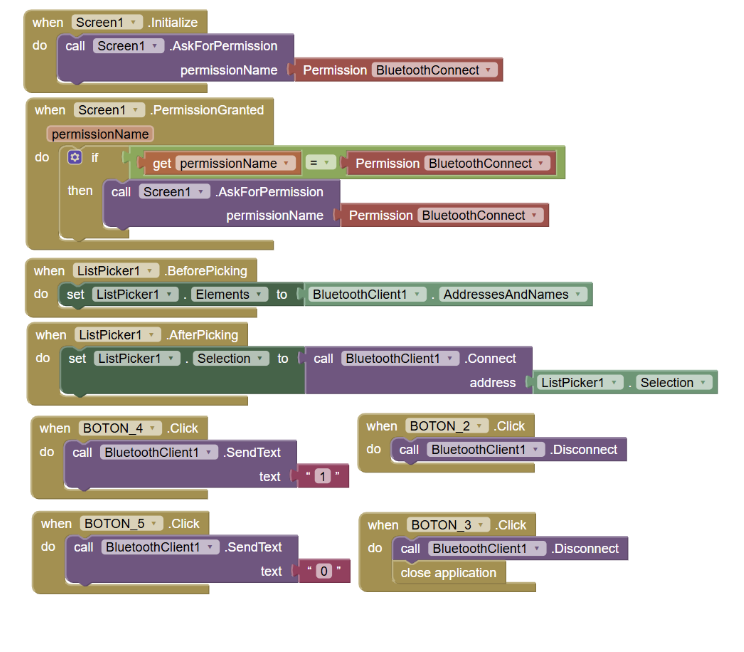 when Screen1 .Initialize
do call Screen1 .AskForPermission
permissionName Permission BluetoothConnect
when Screen1 .PermissionGranted
permissionName
do if get permissionName = Permission BluetoothConnect
then call Screen1 .AskForPermission
permissionName Permission BluetoothConnect
when ListPicker1 .BeforePicking
do set ListPicker1 . Elements to BluetoothClient1 . AddressesAndNames
when ListPicker1 .AfterPicking
do set ListPicker1 . Selection to call BluetoothClient1 .Connect
address ListPicker1 . Selection
when BOTON_4 .Click
do call BluetoothClient1 .SendText
text " 1 "
when BOTON_2 .Click
do call BluetoothClient1 .Disconnect
when BOTON_5 .Click
do call BluetoothClient1 .SendText
text " 0 "
when BOTON_3 .Click
do call BluetoothClient1 .Disconnect
close application